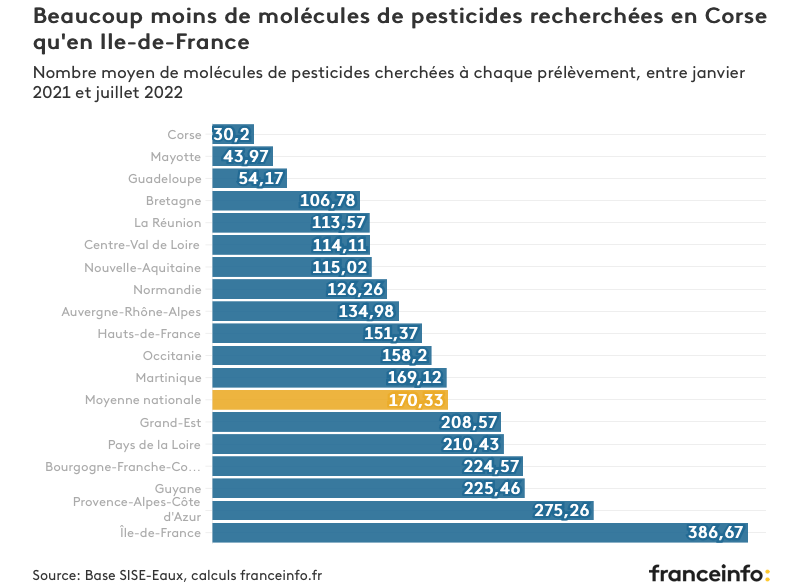 Beaucoup moins de molécules de pesticides recherchées en Corse
qu'en Ile-de-France
Nombre moyen de molécules de pesticides cherchées à chaque prélèvement, entre janvier
2021 et juillet 2022
Corse 30,2
Mayotte 43,97
Guadeloupe 54,17
Bretagne 106,78
La Réunion 113,57
Centre-Val de Loire 114,11
Nouvelle-Aquitaine 115,02
Normandie 126,26
Auvergne-Rhône-Alpes 134,98
Hauts-de-France 151,37
Occitanie 158,2
Martinique 169,12
Moyenne nationale 170,33
Grand-Est 208,57
Pays de la Loire 210,43
Bourgogne-Franche-Co... 224,57
Guyane 225,46
Provence-Alpes-Côte
d'Azur 275,26
Île-de-France 386,67
Source: Base SISE-Eaux, calculs franceinfo.fr
franceinfo: